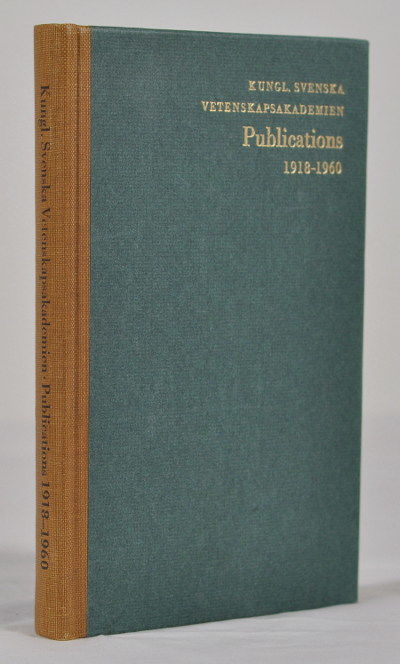 KUNGL. SVENSKA
VETENSKAPSAKADEMIEN
Publications
1918-1960
Kungl. Svenska Vetenskapsakademien · Publications 1918-1960